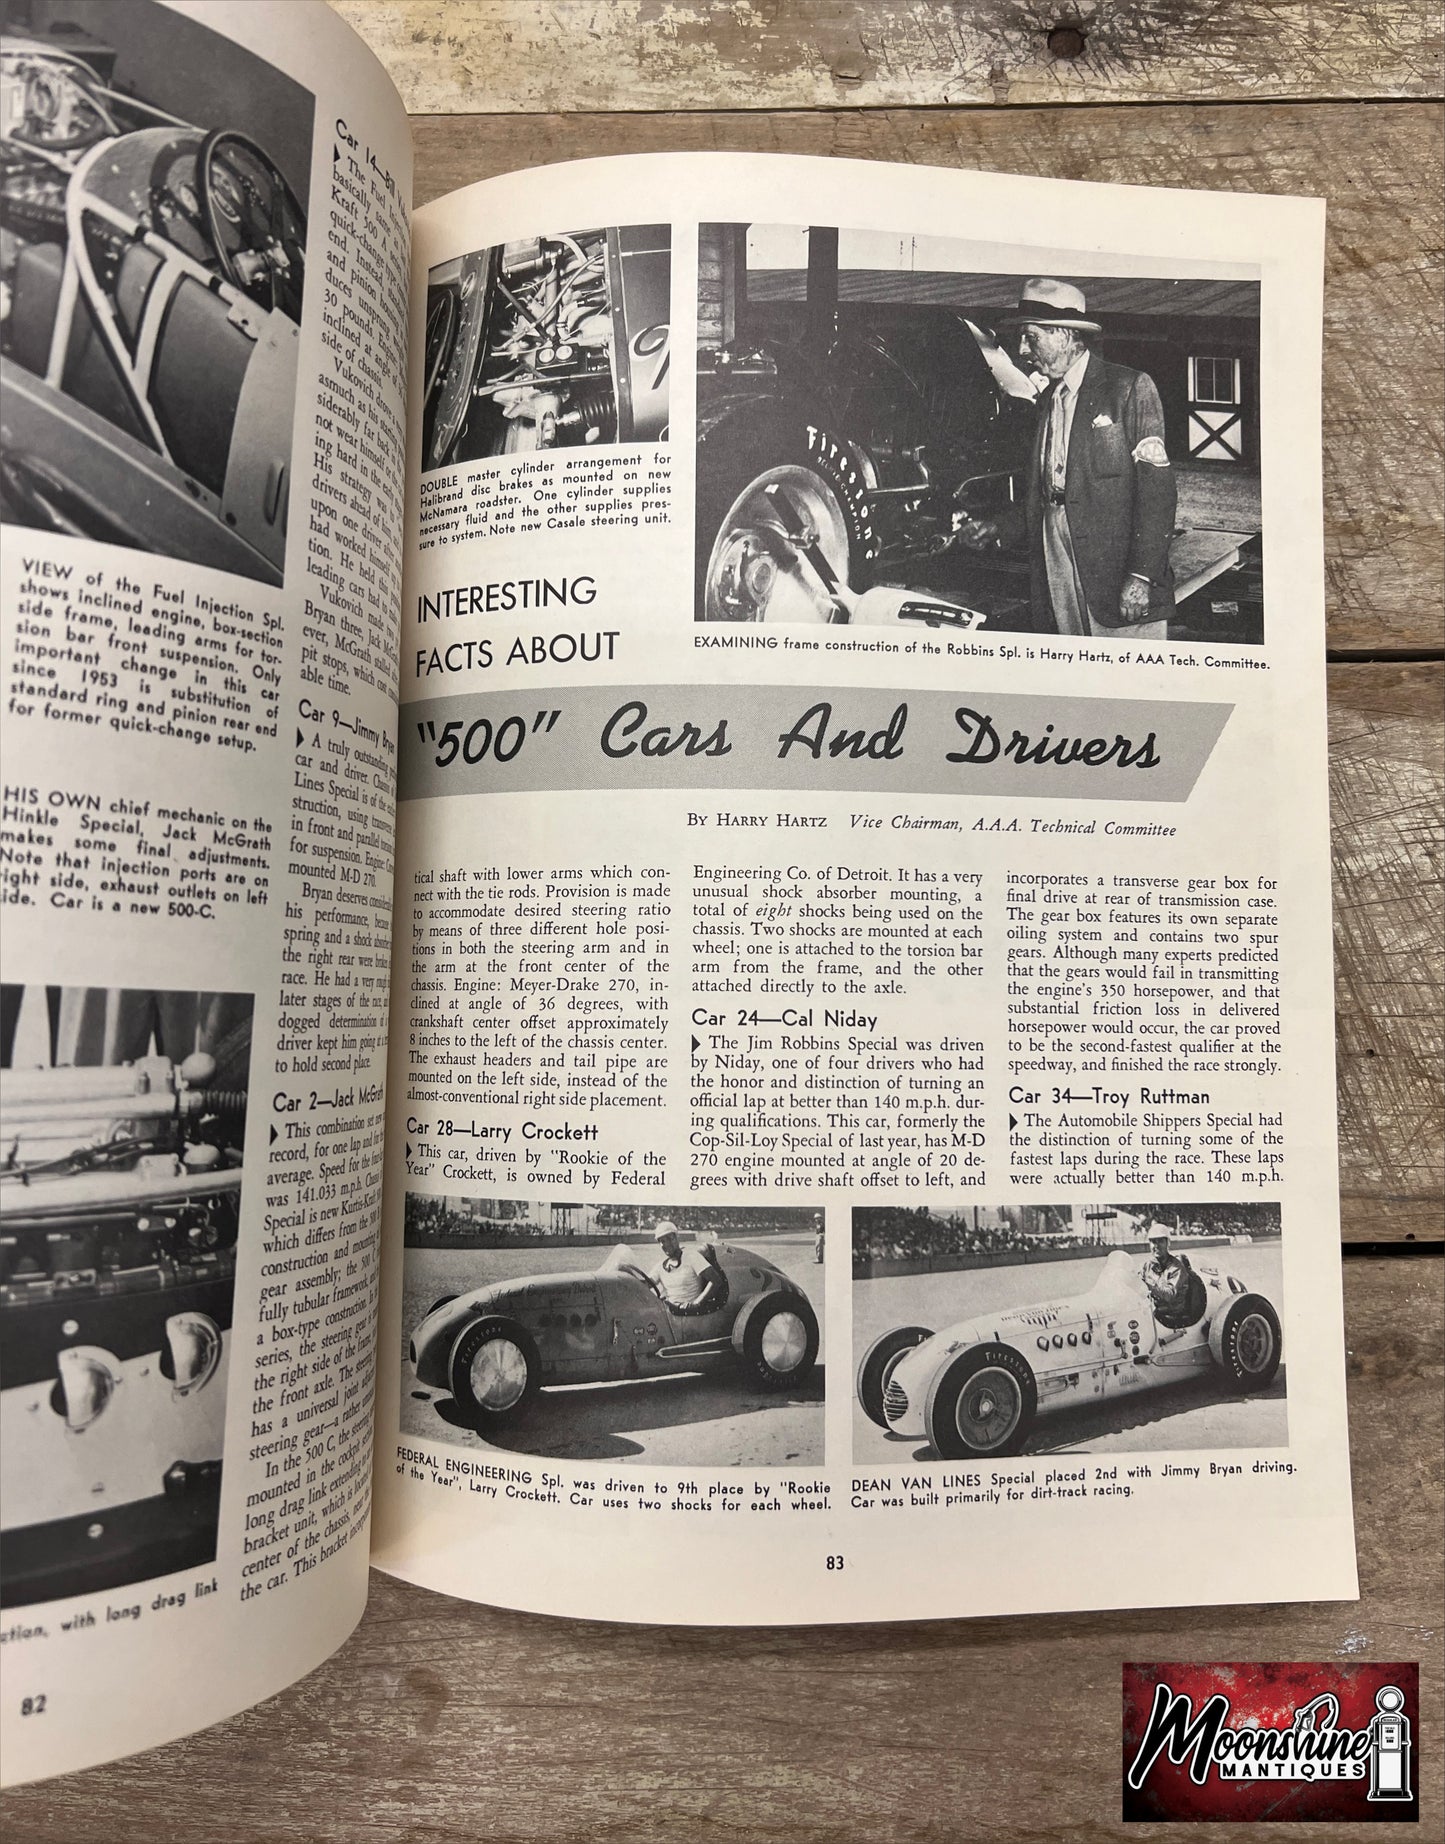 VIEW of the Fuel Injection Spl.
shows inclined engine, box-section
side frame, leading arms for tor-
sion bar front suspension. Only
important change in this car
since 1953 is substitution of
standard ring and pinion rear end
for former quick-change setup.
HIS OWN chief mechanic on the
Hinkle Special, Jack McGrath
makes some final adjustments.
Note that injection ports are on
right side, exhaust outlets on left
side. Car is a new 500-C.
with long drag link
82
Car 14—Bill
The Fuel
basically same
Kraft 500 A
quick-change type
end. Instead
and pinion housing
duces unsprung weight
30 pounds. Engine
inclined at angle of
side of chassis.
Vukovich drove a
asmuch as his starting
siderably far back
not wear himself
ing hard in the early
His strategy was to
drivers ahead of him
upon one driver after
had worked himself
tion. He held this
leading cars had to
Vukovich made two
Bryan three, Jack McGrath
ever, McGrath stalled
pit stops, which cost
able time.
Car 9—Jimmy Bryan
A truly outstanding
car and driver. Chassis
Lines Special is of the
struction, using transverse
in front and parallel
for suspension. Engine:
mounted M-D 270.
Bryan deserves
his performance, because
spring and a shock absorber
the right rear were broken
race. He had a very rough
later stages of the race, and
dogged determination of a
driver kept him going at a
to hold second place.
Car 2—Jack McGrath
This combination set new
record, for one lap and for the
average. Speed for the
was 141.033 m.p.h. Chassis
Special is new Kurtis-Kraft 500
which differs from the 500
construction and mounting
gear assembly; the 500 C
fully tubular framework, and
a box-type construction. In
series, the steering gear is
the right side of the frame,
the front axle. The steering
has a universal joint
steering gear—a rather
In the 500 C, the steering
mounted in the cockpit
long drag link extending
bracket unit, which is located
center of the chassis, near the
the car. This bracket
DOUBLE master cylinder arrangement for
Halibrand disc brakes as mounted on new
McNamara roadster. One cylinder supplies
necessary fluid and the other supplies pres-
sure to system. Note new Casale steering unit.
Firestone
EXAMINING frame construction of the Robbins Spl. is Harry Hartz, of AAA Tech. Committee.
INTERESTING
FACTS ABOUT
"500" Cars And Drivers
BY HARRY HARTZ Vice Chairman, A.A.A. Technical Committee
tical shaft with lower arms which con-
nect with the tie rods. Provision is made
to accommodate desired steering ratio
by means of three different hole posi-
tions in both the steering arm and in
the arm at the front center of the
chassis. Engine: Meyer-Drake 270, in-
clined at angle of 36 degrees, with
crankshaft center offset approximately
8 inches to the left of the chassis center.
The exhaust headers and tail pipe are
mounted on the left side, instead of the
almost-conventional right side placement.
Car 28—Larry Crockett
This car, driven by "Rookie of the
Year" Crockett, is owned by Federal
Engineering Co. of Detroit. It has a very
unusual shock absorber mounting, a
total of eight shocks being used on the
chassis. Two shocks are mounted at each
wheel; one is attached to the torsion bar
arm from the frame, and the other
attached directly to the axle.
Car 24—Cal Niday
The Jim Robbins Special was driven
by Niday, one of four drivers who had
the honor and distinction of turning an
official lap at better than 140 m.p.h. dur-
ing qualifications. This car, formerly the
Cop-Sil-Loy Special of last year, has M-D
270 engine mounted at angle of 20 de-
grees with drive shaft offset to left, and
incorporates a transverse gear box for
final drive at rear of transmission case.
The gear box features its own separate
oiling system and contains two spur
gears. Although many experts predicted
that the gears would fail in transmitting
the engine's 350 horsepower, and that
substantial friction loss in delivered
horsepower would occur, the car proved
to be the second-fastest qualifier at the
speedway, and finished the race strongly.
Car 34—Troy Ruttman
The Automobile Shippers Special had
the distinction of turning some of the
fastest laps during the race. These laps
were actually better than 140 m.p.h.
FEDERAL ENGINEERING Spl. was driven to 9th place by "Rookie
of the Year", Larry Crockett. Car uses two shocks for each wheel.
DEAN VAN LINES Special placed 2nd with Jimmy Bryan driving.
Car was built primarily for dirt-track racing.
83
Moonshine
MANTIQUES